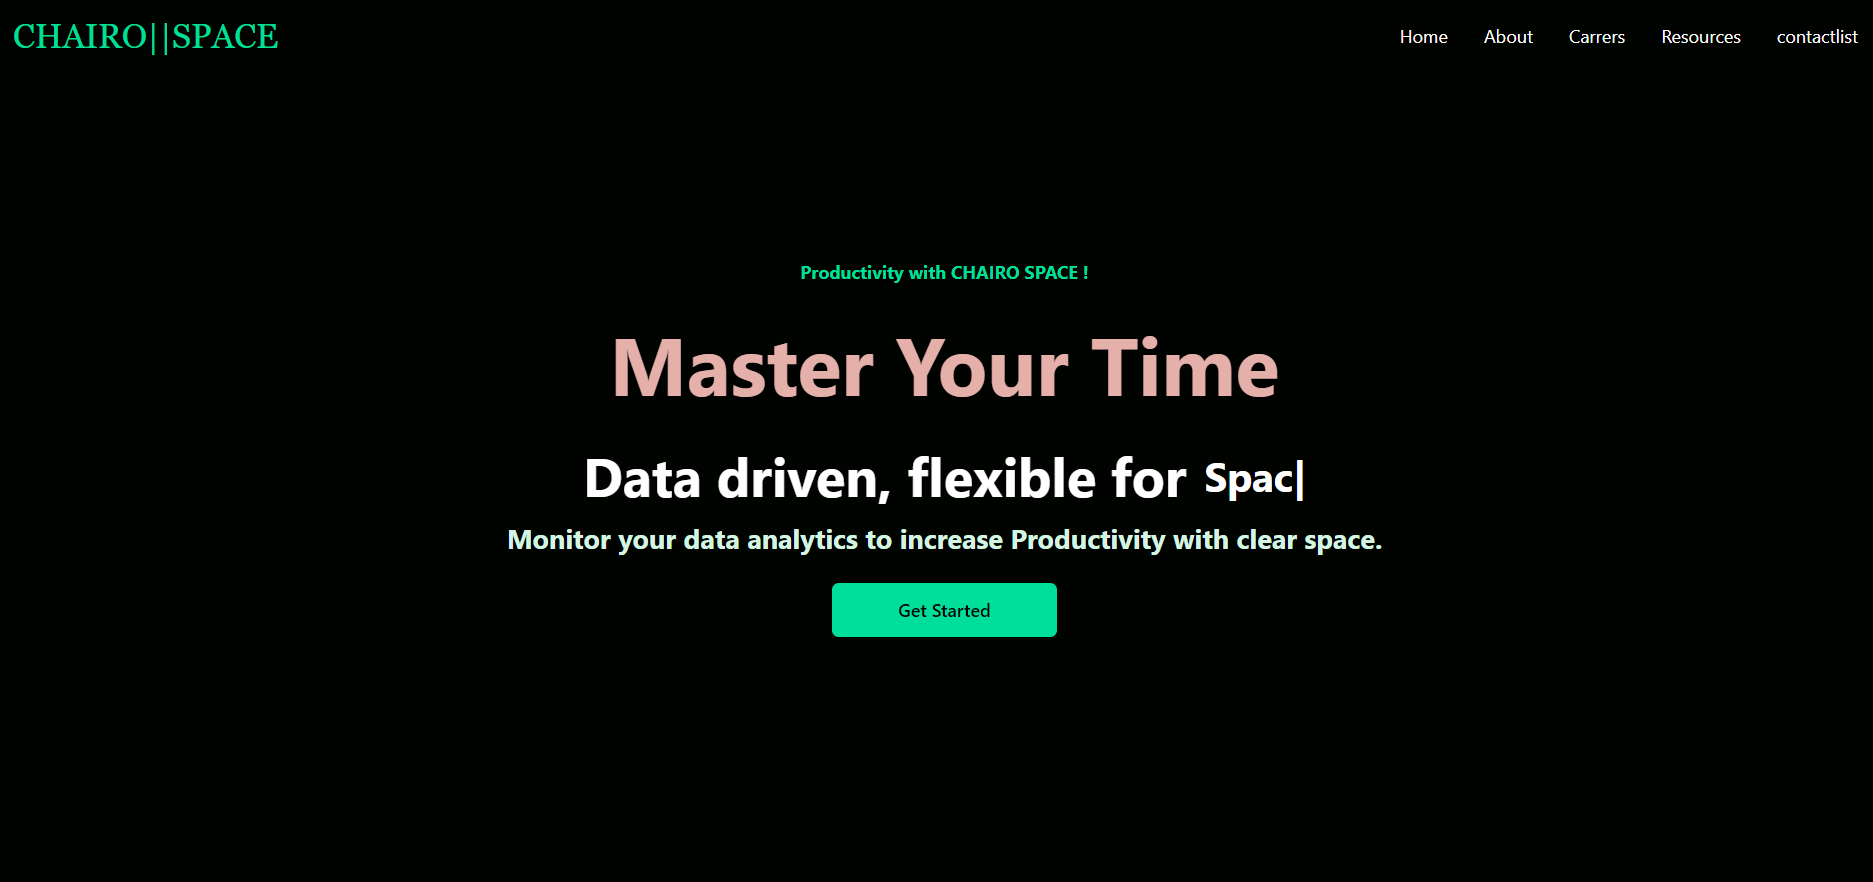 CHAIRO||SPACE
Home About Carrers Resources contactlist
Productivity with CHAIRO SPACE !
Master Your Time
Data driven, flexible for Spac|
Monitor your data analytics to increase Productivity with clear space.
Get Started